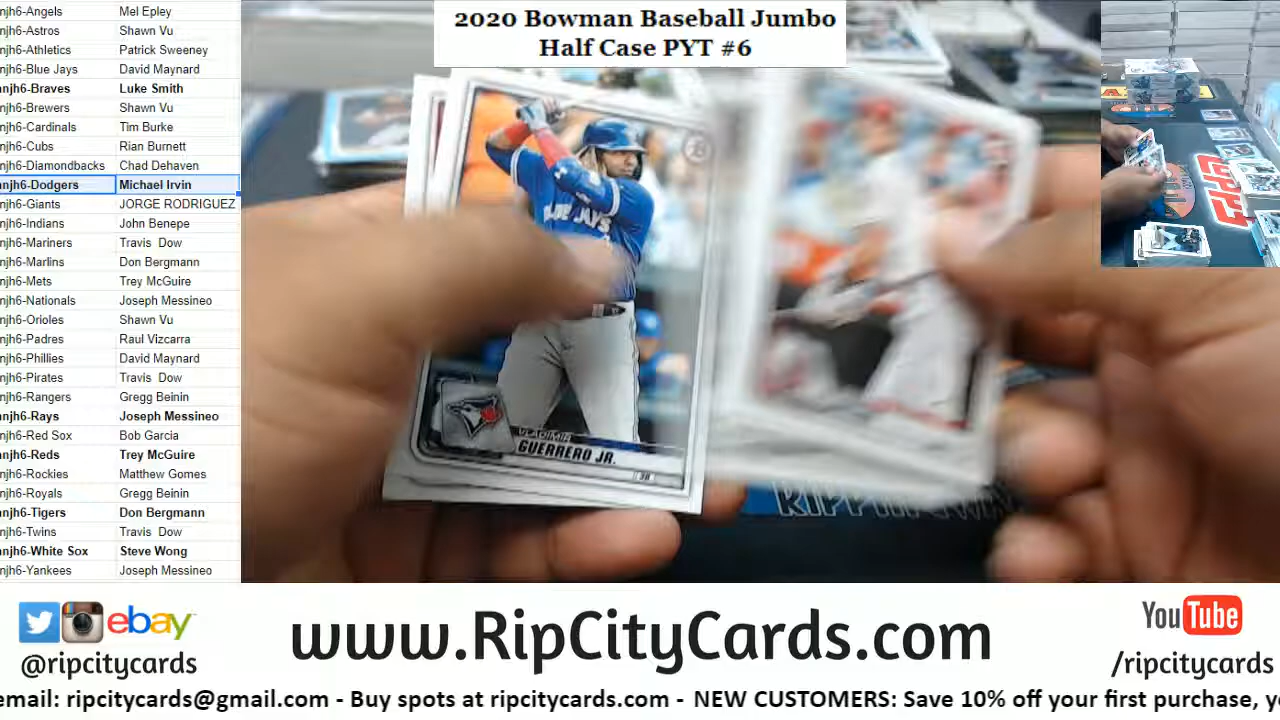 2020 Bowman Baseball Jumbo
Half Case PYT #6
njh6-Angels Mel Epley
njh6-Astros Shawn Vu
njh6-Athletics Patrick Sweeney
njh6-Blue Jays David Maynard
njh6-Braves Luke Smith
njh6-Brewers Shawn Vu
njh6-Cardinals Tim Burke
njh6-Cubs Rian Burnett
njh6-Diamondbacks Chad Dehaven
njh6-Dodgers Michael Irvin
njh6-Giants JORGE RODRIGUEZ
njh6-Indians John Benepe
njh6-Mariners Travis Dow
njh6-Marlins Don Bergmann
njh6-Mets Trey McGuire
njh6-Nationals Joseph Messineo
njh6-Orioles Shawn Vu
njh6-Padres Raul Vizcarra
njh6-Phillies David Maynard
njh6-Pirates Travis Dow
njh6-Rangers Gregg Beinin
njh6-Rays Joseph Messineo
njh6-Red Sox Bob Garcia
njh6-Reds Trey McGuire
njh6-Rockies Matthew Gomes
njh6-Royals Gregg Beinin
njh6-Tigers Don Bergmann
njh6-Twins Travis Dow
njh6-White Sox Steve Wong
njh6-Yankees Joseph Messineo
BLUE JAYS
VLADIMIR
GUERRERO JR.
3B
ebay
@ripcitycards
www.RipCityCards.com
YouTube
/ripcitycards
email: ripcitycards@gmail.com - Buy spots at ripcitycards.com - NEW CUSTOMERS: Save 10% off your first purchase, y